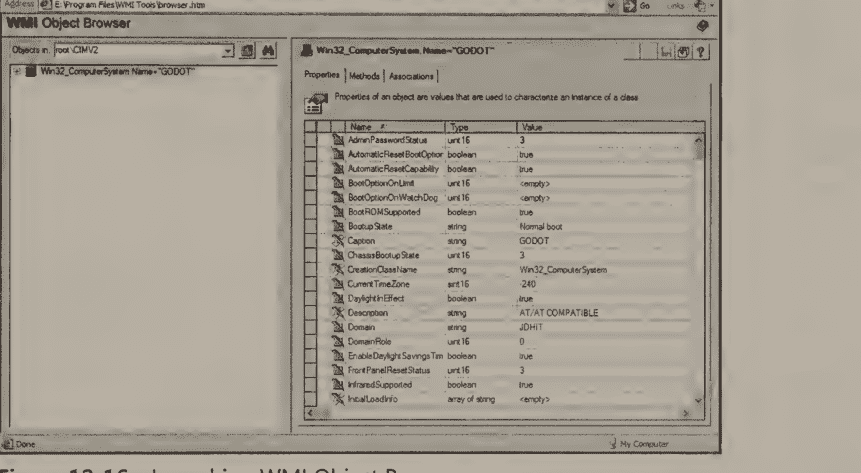 Address E:\Program Files\WMI Tools\browser.htm Go Links
WMI Object Browser
Objects in: root\CIMV2
Win32_ComputerSystem.Name="GODOT"
Win32_ComputerSystem.Name="GODOT"
Properties Methods Associations
Properties of an object are values that are used to characterize an instance of a class
Name Type Value
AdminPasswordStatus uint16 3
AutomaticResetBootOption boolean true
AutomaticResetCapability boolean true
BootOptionOnLimit uint16 <empty>
BootOptionOnWatchDog uint16 <empty>
BootROMSupported boolean true
BootupState string Normal boot
Caption string GODOT
ChassisBootupState uint16 3
CreationClassName string Win32_ComputerSystem
CurrentTimeZone sint16 -240
DaylightInEffect boolean true
Description string AT/AT COMPATIBLE
Domain string JDHIT
DomainRole uint16 0
EnableDaylightSavingsTim boolean true
FrontPanelResetStatus uint16 3
InfraredSupported boolean true
InitialLoadInfo array of string <empty>
Done My Computer